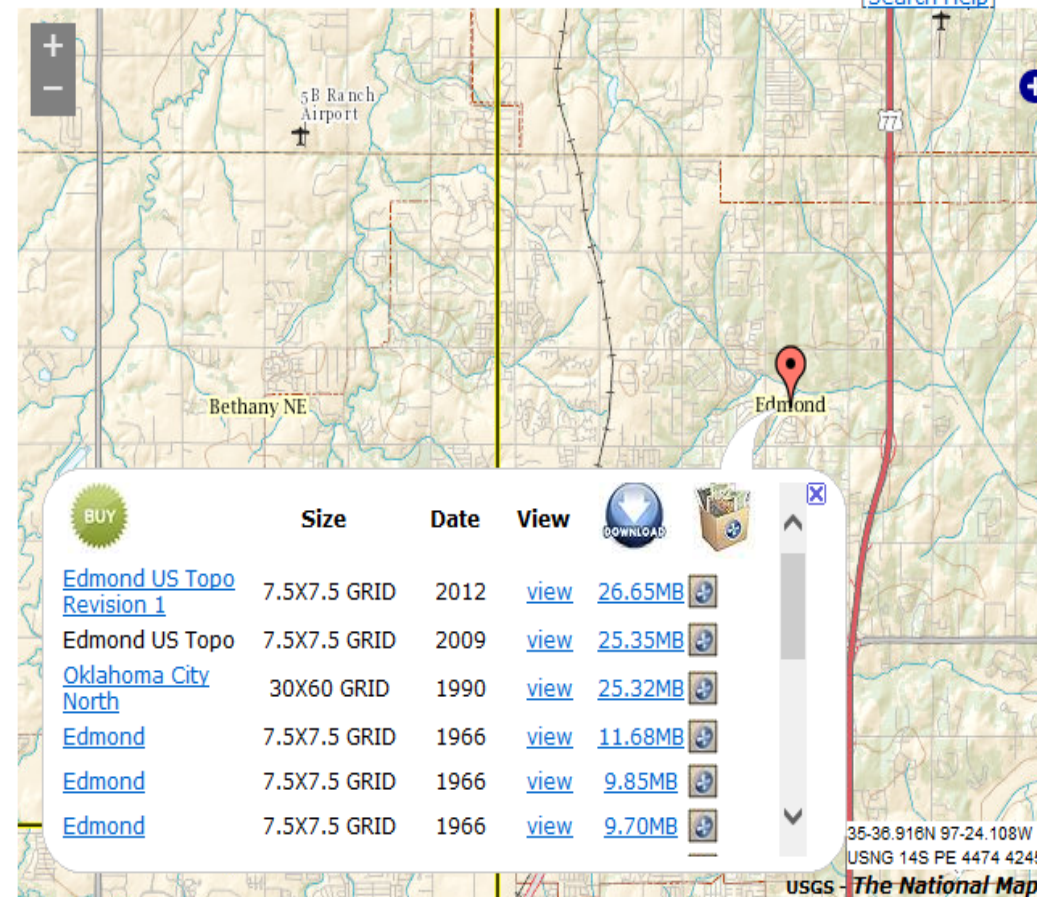 [Search Help]
+
−
5B Ranch
Airport
77
Bethany NE
Edmond
BUY Size Date View DOWNLOAD
Edmond US Topo
Revision 1 7.5X7.5 GRID 2012 view 26.65MB
Edmond US Topo 7.5X7.5 GRID 2009 view 25.35MB
Oklahoma City
North 30X60 GRID 1990 view 25.32MB
Edmond 7.5X7.5 GRID 1966 view 11.68MB
Edmond 7.5X7.5 GRID 1966 view 9.85MB
Edmond 7.5X7.5 GRID 1966 view 9.70MB
35-36.916N 97-24.108W
USNG 14S PE 4474 4245
USGS - The National Map